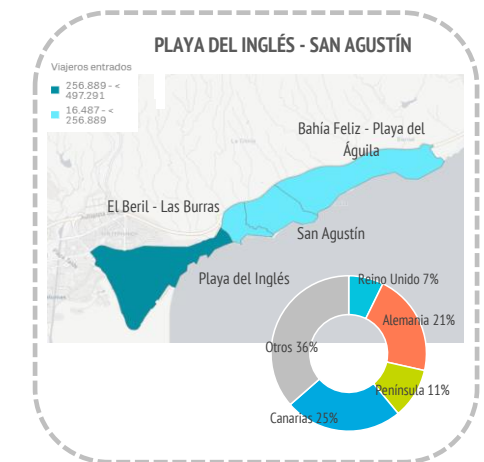 PLAYA DEL INGLÉS - SAN AGUSTÍN
Viajeros entrados
256.889 - <
497.291
16.487 - <
256.889
Bahía Feliz - Playa del
Águila
El Beril - Las Burras
San Agustín
Playa del Inglés
Reino Unido 7%
Alemania 21%
Otros 36%
Península 11%
Canarias 25%